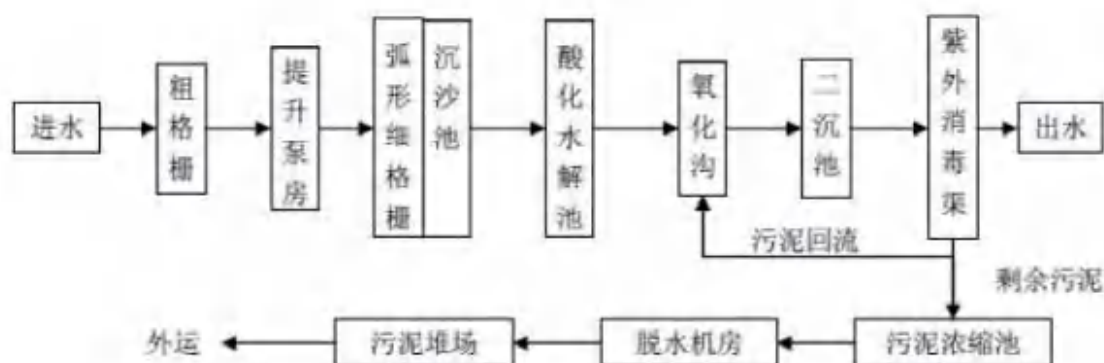 进水
粗格栅
提升泵房
弧形细格栅
沉沙池
酸化水解池
氧化沟
二沉池
紫外消毒渠
出水
污泥回流
剩余污泥
外运
污泥堆场
脱水机房
污泥浓缩池